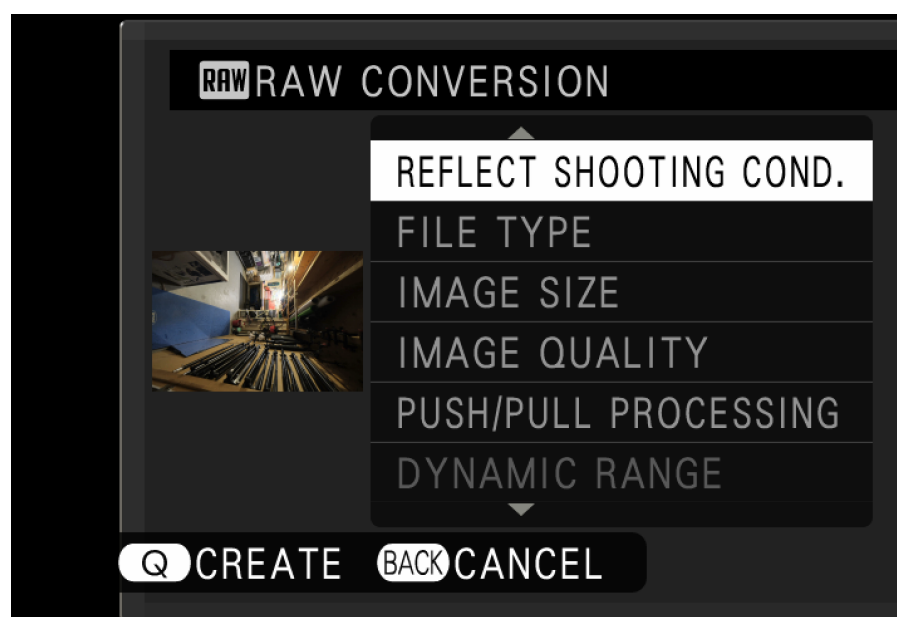 RAW RAW CONVERSION
REFLECT SHOOTING COND.
FILE TYPE
IMAGE SIZE
IMAGE QUALITY
PUSH/PULL PROCESSING
DYNAMIC RANGE
Q CREATE BACK CANCEL